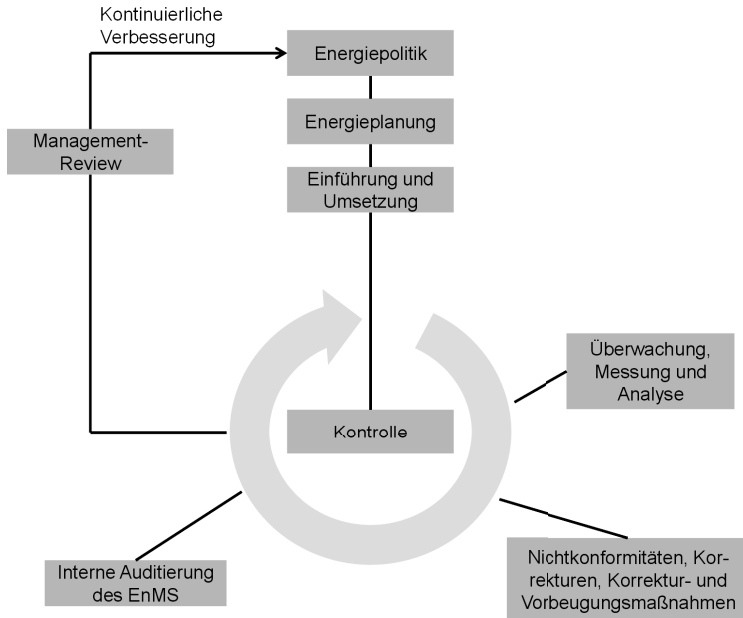 Kontinuierliche
Verbesserung
Energiepolitik
Energieplanung
Management-
Review
Einführung und
Umsetzung
Überwachung,
Messung und
Analyse
Kontrolle
Interne Auditierung
des EnMS
Nichtkonformitäten, Kor-
rekturen, Korrektur- und
Vorbeugungsmaßnahmen